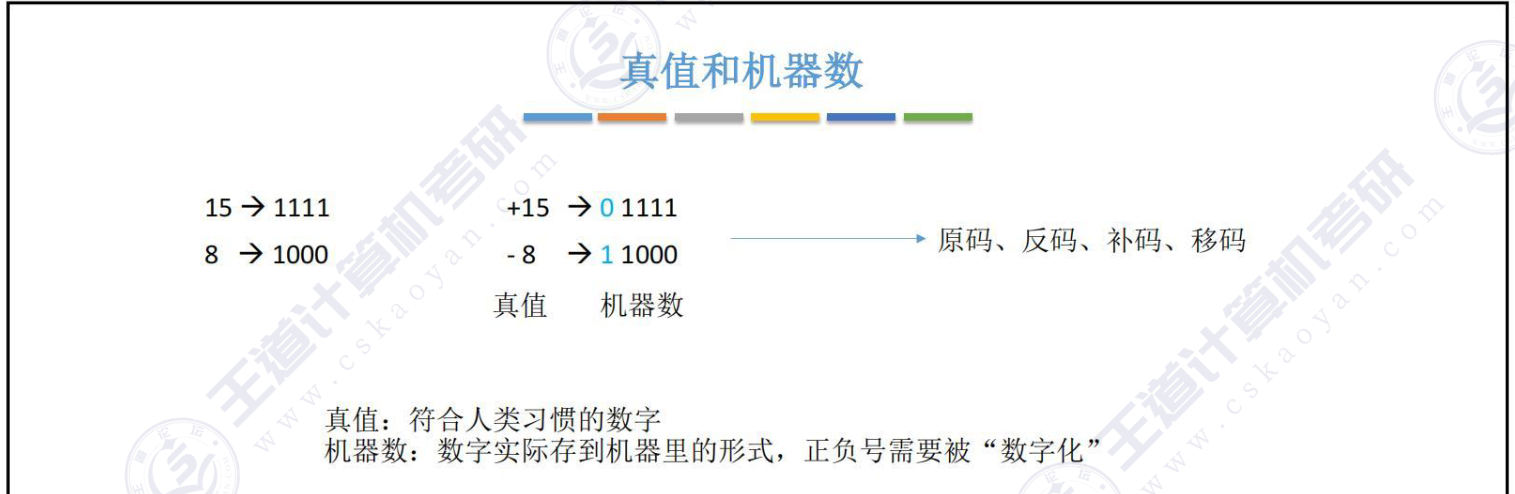 真值和机器数
15 → 1111 +15 → 0 1111
8 → 1000 - 8 → 1 1000
原码、反码、补码、移码
真值 机器数
真值：符合人类习惯的数字
机器数：数字实际存到机器里的形式，正负号需要被“数字化”
王道计算机考研
www.cskaoyan.com
王道计算机考研
www.cskaoyan.com